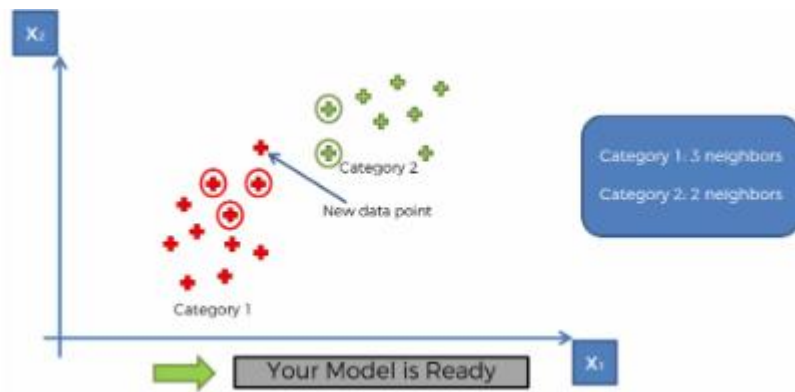 X₂
Category 1: 3 neighbors
Category 2: 2 neighbors
Category 2
New data point
Category 1
Your Model is Ready
X₁